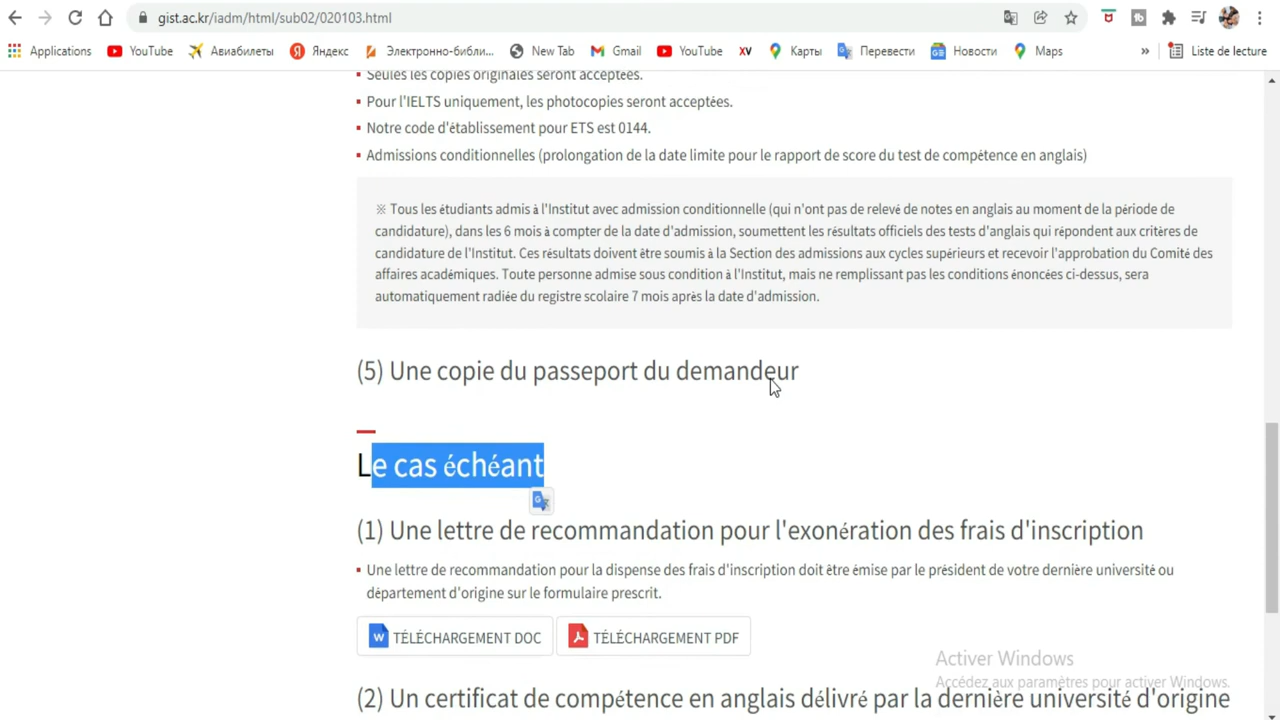 gist.ac.kr/iadm/html/sub02/020103.html
Applications YouTube Авиабилеты Яндекс Электронно-библи... New Tab Gmail YouTube XV Карты Перевести Новости Maps » Liste de lecture
Seules les copies originales seront acceptées.
Pour l'IELTS uniquement, les photocopies seront acceptées.
Notre code d'établissement pour ETS est 0144.
Admissions conditionnelles (prolongation de la date limite pour le rapport de score du test de compétence en anglais)
※ Tous les étudiants admis à l'Institut avec admission conditionnelle (qui n'ont pas de relevé de notes en anglais au moment de la période de
candidature), dans les 6 mois à compter de la date d'admission, soumettent les résultats officiels des tests d'anglais qui répondent aux critères de
candidature de l'Institut. Ces résultats doivent être soumis à la Section des admissions aux cycles supérieurs et recevoir l'approbation du Comité des
affaires académiques. Toute personne admise sous condition à l'Institut, mais ne remplissant pas les conditions énoncées ci-dessus, sera
automatiquement radiée du registre scolaire 7 mois après la date d'admission.
(5) Une copie du passeport du demandeur
Le cas échéant
(1) Une lettre de recommandation pour l'exonération des frais d'inscription
Une lettre de recommandation pour la dispense des frais d'inscription doit être émise par le président de votre dernière université ou
département d'origine sur le formulaire prescrit.
TÉLÉCHARGEMENT DOC TÉLÉCHARGEMENT PDF
Activer Windows
Accédez aux paramètres pour activer Windows.
(2) Un certificat de compétence en anglais délivré par la dernière université d'origine